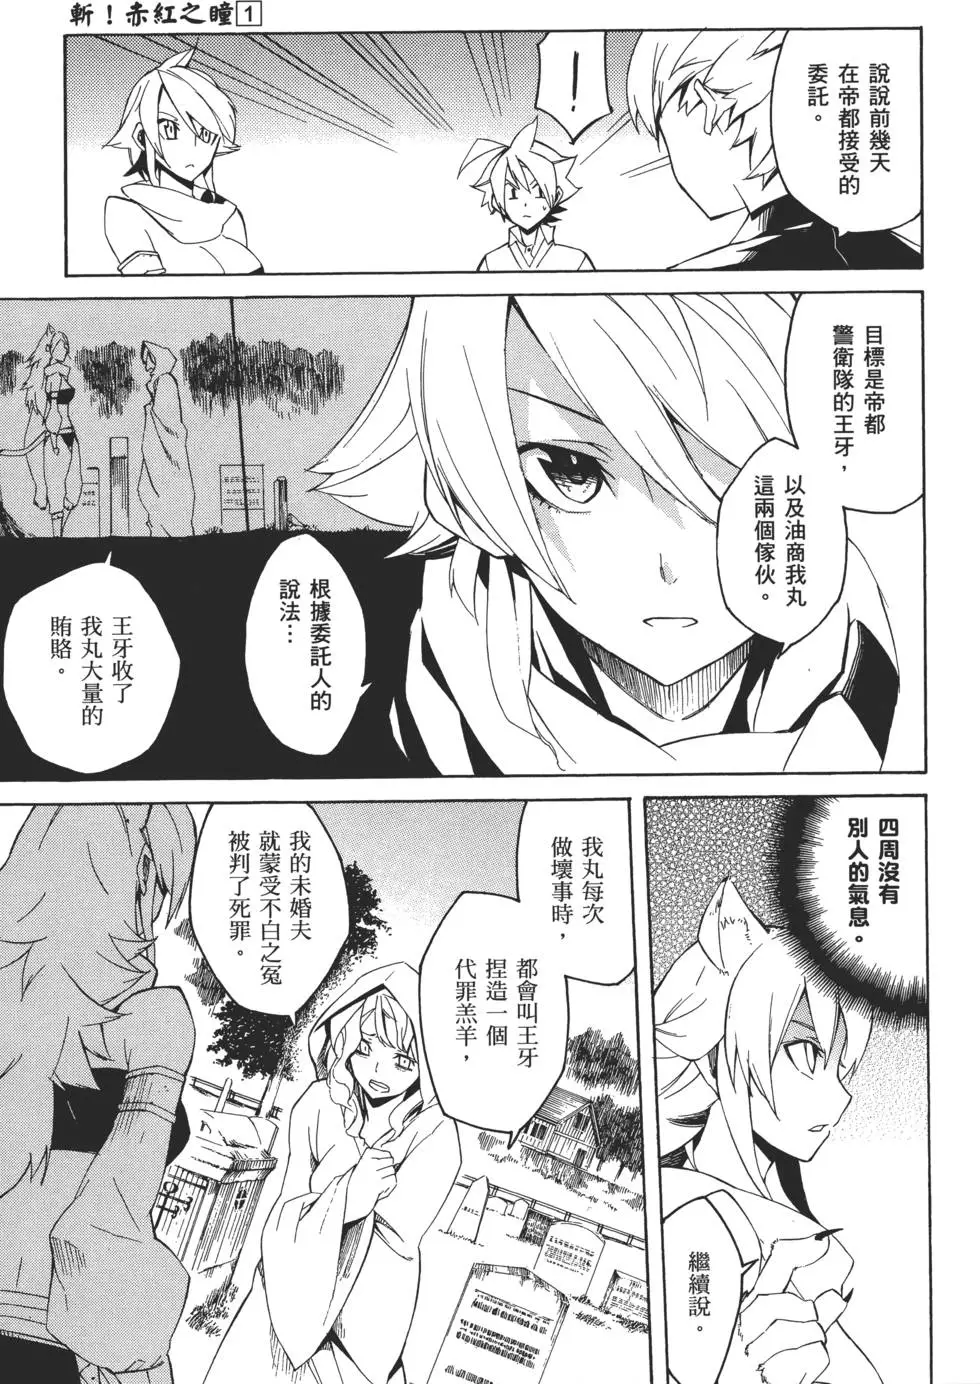 斬！赤紅之瞳1
說說前幾天
在帝都接受的
委託。
！
目標是帝都
警衛隊的王牙，
以及油商我丸
這兩個傢伙。
根據委託人的
說法…
王牙收了
我丸大量的
賄賂。
四周沒有
別人的氣息。
繼續說。
我丸每次
做壞事時，
都會叫王牙
捏造一個
代罪羔羊，
我的未婚夫
就蒙受不白之冤
被判了死罪。